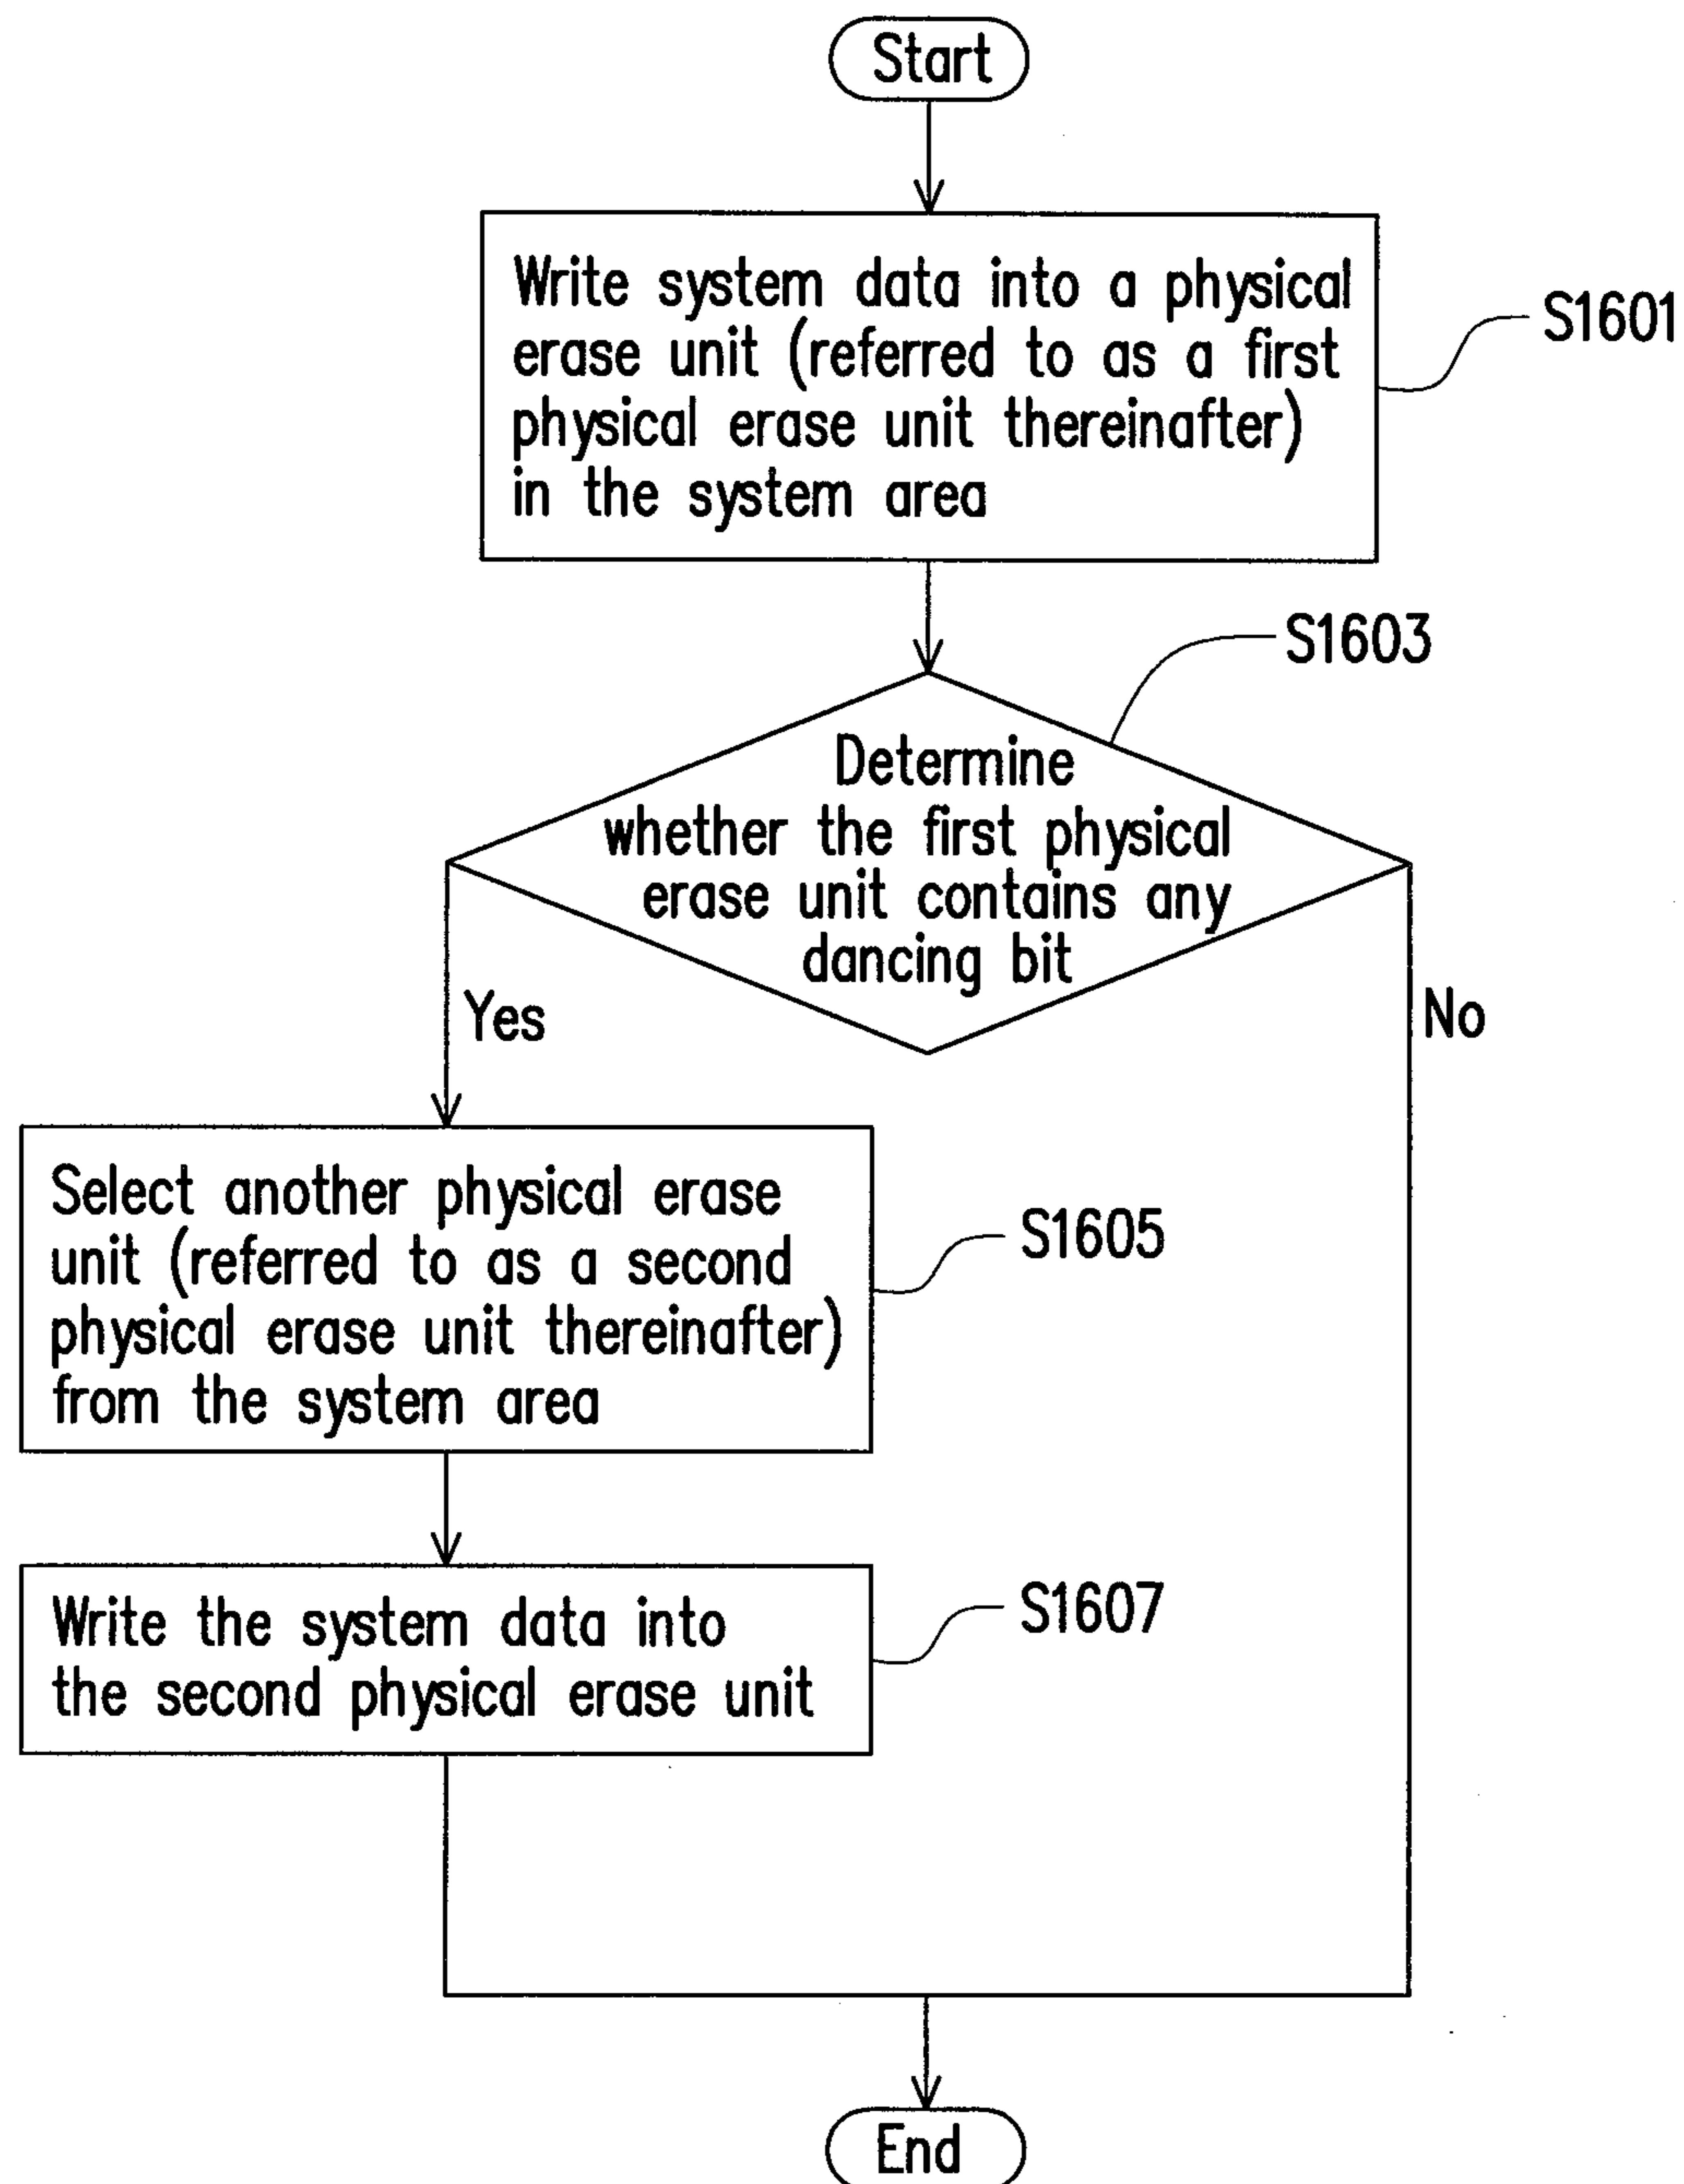 Start
Write system data into a physical
erase unit (referred to as a first
physical erase unit thereinafter)
in the system area
S1601
S1603
Determine
whether the first physical
erase unit contains any
dancing bit
Yes
No
Select another physical erase
unit (referred to as a second
physical erase unit thereinafter)
from the system area
S1605
Write the system data into
the second physical erase unit
S1607
End